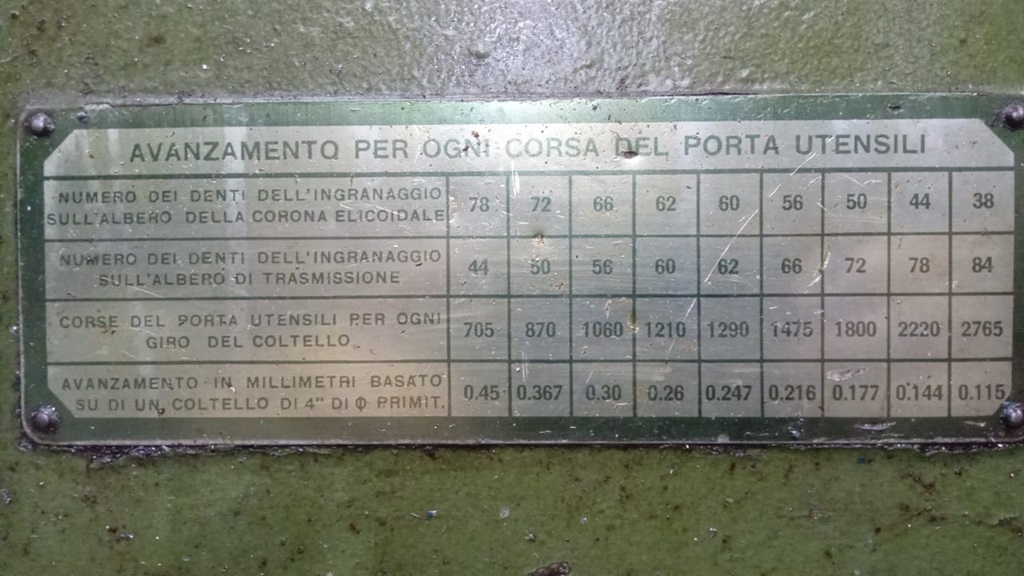 AVANZAMENTO PER OGNI CORSA DEL PORTA UTENSILI
NUMERO DEI DENTI DELL'INGRANAGGIO
SULL'ALBERO DELLA CORONA ELICOIDALE
78 72 66 62 60 56 50 44 38
NUMERO DEI DENTI DELL'INGRANAGGIO
SULL'ALBERO DI TRASMISSIONE
44 50 56 60 62 66 72 78 84
CORSE DEL PORTA UTENSILI PER OGNI
GIRO DEL COLTELLO
705 870 1060 1210 1290 1475 1800 2220 2765
AVANZAMENTO IN MILLIMETRI BASATO
SU DI UN COLTELLO DI 4" DI Φ PRIMIT.
0.45 0.367 0.30 0.26 0.247 0.216 0.177 0.144 0.115